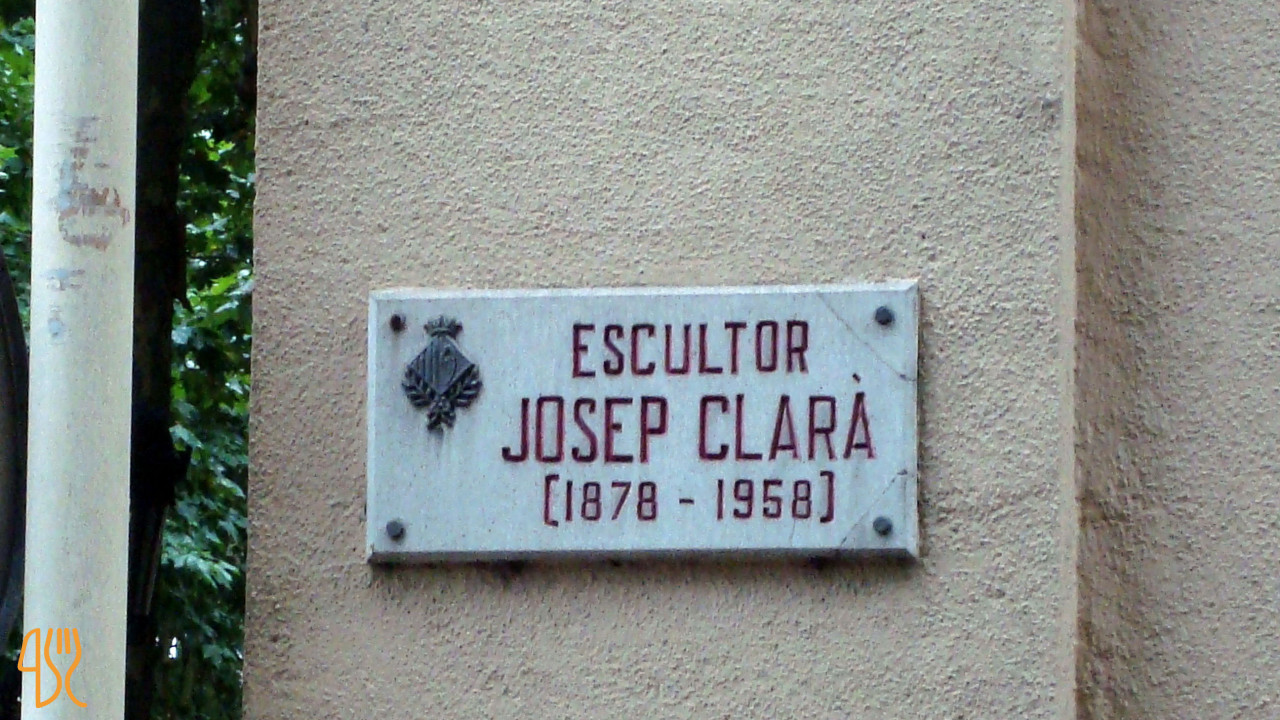 ESCULTOR
JOSEP CLARÀ
[1878 - 1958]